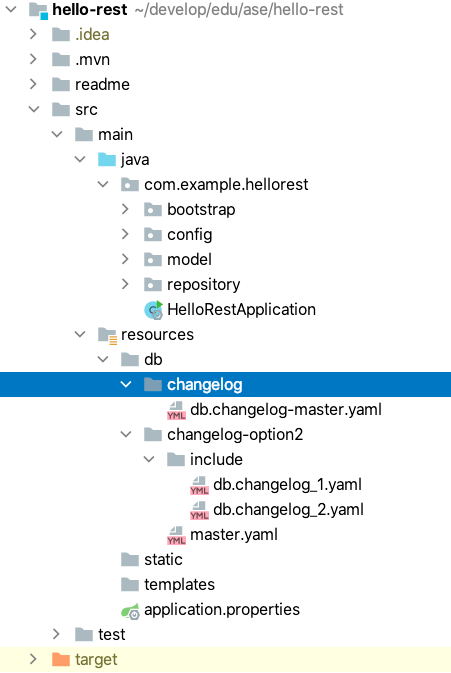 hello-rest ~/develop/edu/ase/hello-rest
.idea
.mvn
readme
src
main
java
com.example.hellorest
bootstrap
config
model
repository
HelloRestApplication
resources
db
changelog
YML db.changelog-master.yaml
changelog-option2
include
YML db.changelog_1.yaml
YML db.changelog_2.yaml
YML master.yaml
static
templates
application.properties
test
target